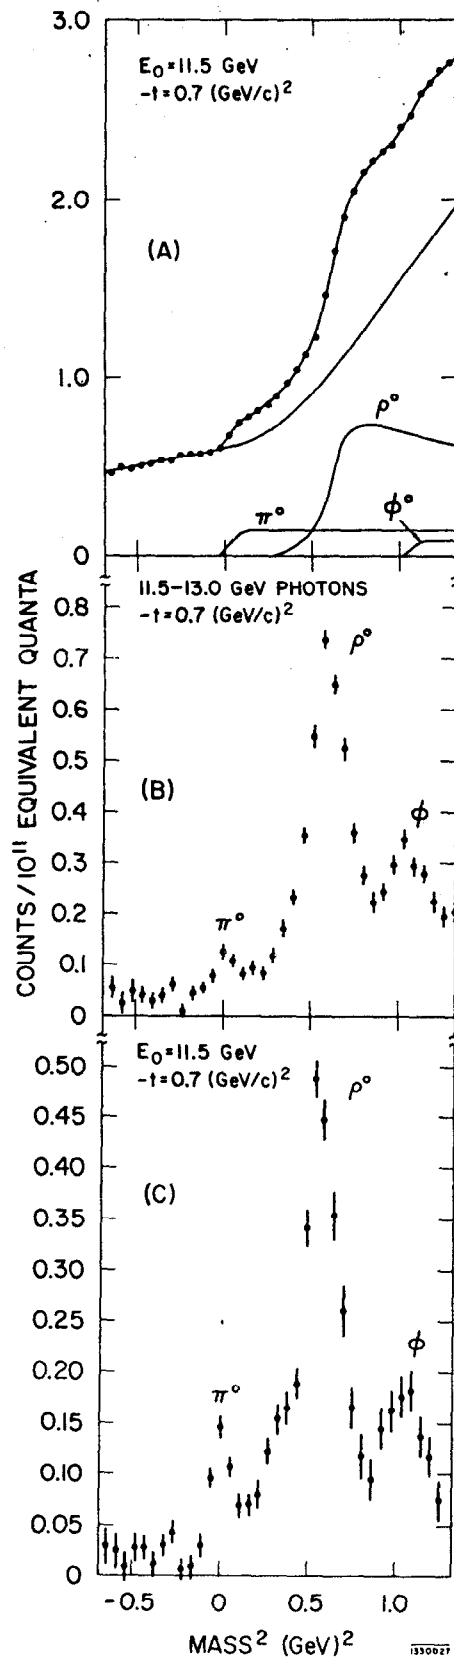 3.0
E₀=11.5 GeV
-t=0.7 (GeV/c)²
2.0
(A)
1.0
ρ°
π°
ϕ°
0
11.5-13.0 GeV PHOTONS
-t=0.7 (GeV/c)²
0.8
ρ°
0.7
0.6
0.5
(B)
0.4
ϕ
0.3
0.2
π°
0.1
0
COUNTS/10¹¹ EQUIVALENT QUANTA
E₀=11.5 GeV
-t=0.7 (GeV/c)²
0.50
ρ°
0.45
0.40
(C)
0.35
0.30
0.25
ϕ
0.20
π°
0.15
0.10
0.05
0
-0.5 0 0.5 1.0
MASS² (GeV)²
1330D27